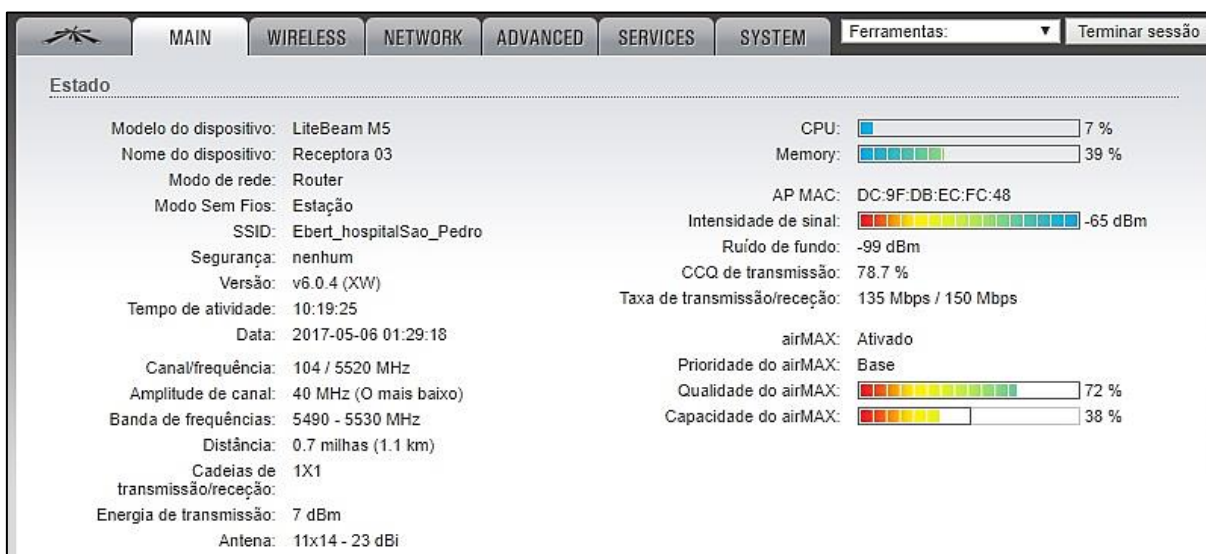 MAIN WIRELESS NETWORK ADVANCED SERVICES SYSTEM Ferramentas: Terminar sessão
Estado
Modelo do dispositivo: LiteBeam M5
Nome do dispositivo: Receptora 03
Modo de rede: Router
Modo Sem Fios: Estação
SSID: Ebert_hospitalSao_Pedro
Segurança: nenhum
Versão: v6.0.4 (XW)
Tempo de atividade: 10:19:25
Data: 2017-05-06 01:29:18
Canal/frequência: 104 / 5520 MHz
Amplitude de canal: 40 MHz (O mais baixo)
Banda de frequências: 5490 - 5530 MHz
Distância: 0.7 milhas (1.1 km)
Cadeias de 1X1
transmissão/receção:
Energia de transmissão: 7 dBm
Antena: 11x14 - 23 dBi
CPU: 7 %
Memory: 39 %
AP MAC: DC:9F:DB:EC:FC:48
Intensidade de sinal: -65 dBm
Ruído de fundo: -99 dBm
CCQ de transmissão: 78.7 %
Taxa de transmissão/receção: 135 Mbps / 150 Mbps
airMAX: Ativado
Prioridade do airMAX: Base
Qualidade do airMAX: 72 %
Capacidade do airMAX: 38 %